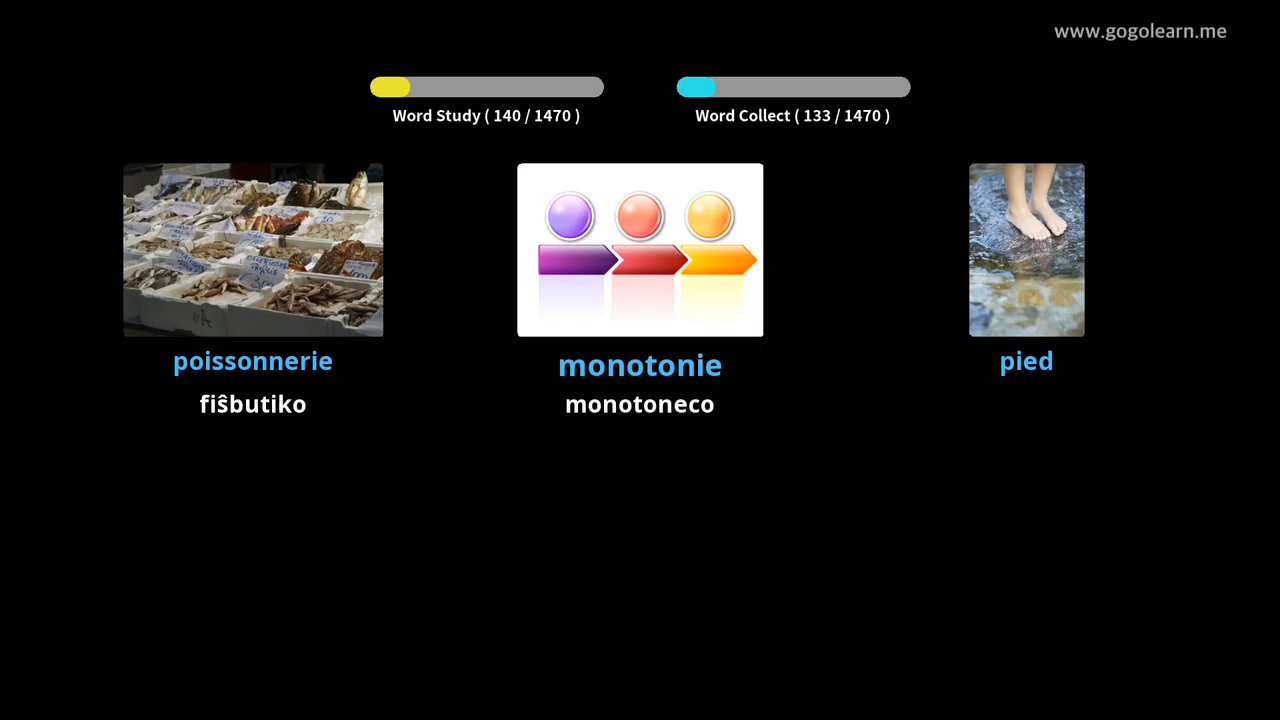 www.gogolearn.me
Word Study ( 140 / 1470 )
Word Collect ( 133 / 1470 )
poissonnerie
monotonie
pied
fiŝbutiko
monotoneco